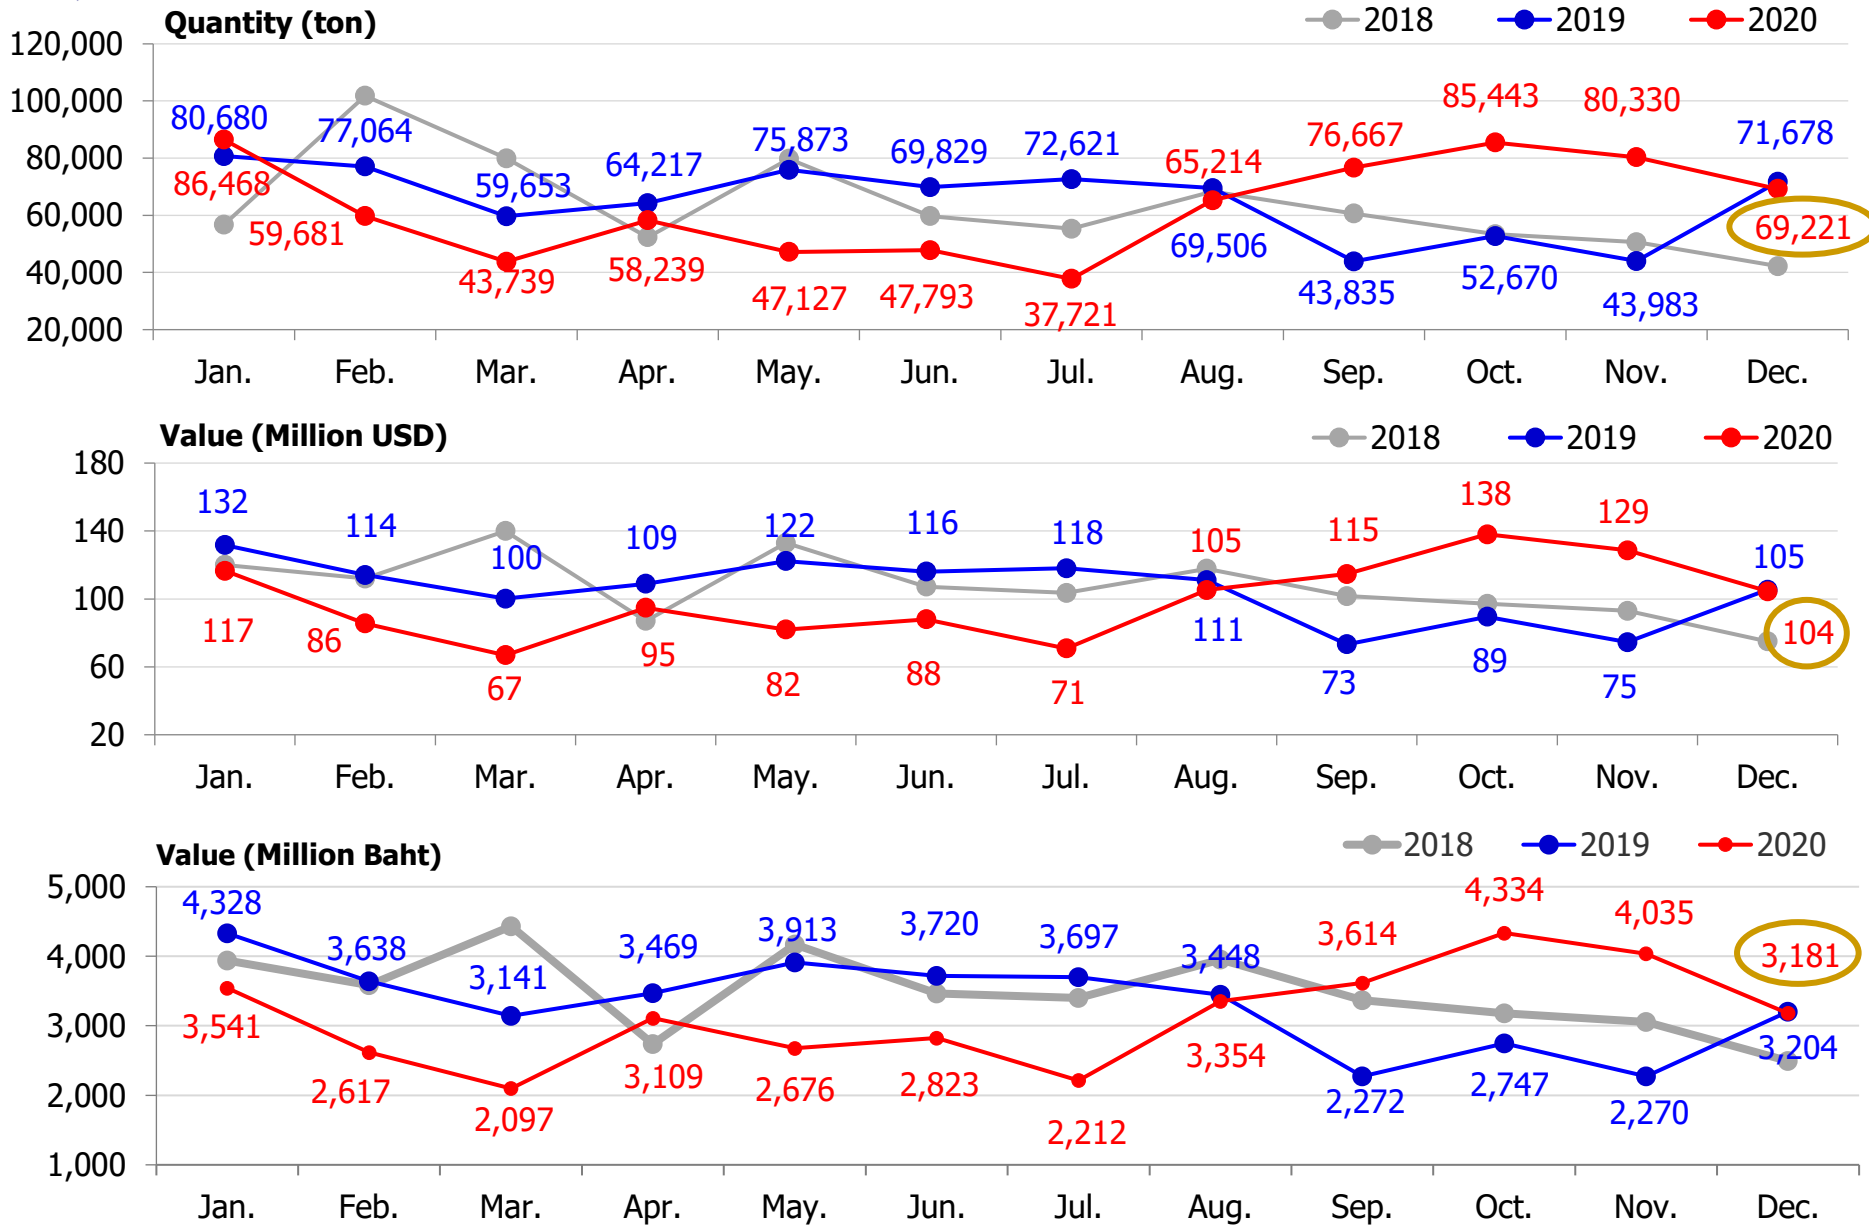 Quantity (ton)
2018 2019 2020
120,000
100,000
80,000
60,000
40,000
20,000
80,680 77,064 59,653 64,217 75,873 69,829 72,621 69,506 43,835 52,670 43,983 71,678
86,468 59,681 43,739 58,239 47,127 47,793 37,721 65,214 76,667 85,443 80,330 69,221
Jan. Feb. Mar. Apr. May. Jun. Jul. Aug. Sep. Oct. Nov. Dec.
Value (Million USD)
2018 2019 2020
180
140
100
60
20
132 114 100 109 122 116 118 111 73 89 75 105
117 86 67 95 82 88 71 105 115 138 129 104
Jan. Feb. Mar. Apr. May. Jun. Jul. Aug. Sep. Oct. Nov. Dec.
Value (Million Baht)
2018 2019 2020
5,000
4,000
3,000
2,000
1,000
4,328 3,638 3,141 3,469 3,913 3,720 3,697 3,448 2,272 2,747 2,270 3,204
3,541 2,617 2,097 3,109 2,676 2,823 2,212 3,354 3,614 4,334 4,035 3,181
Jan. Feb. Mar. Apr. May. Jun. Jul. Aug. Sep. Oct. Nov. Dec.